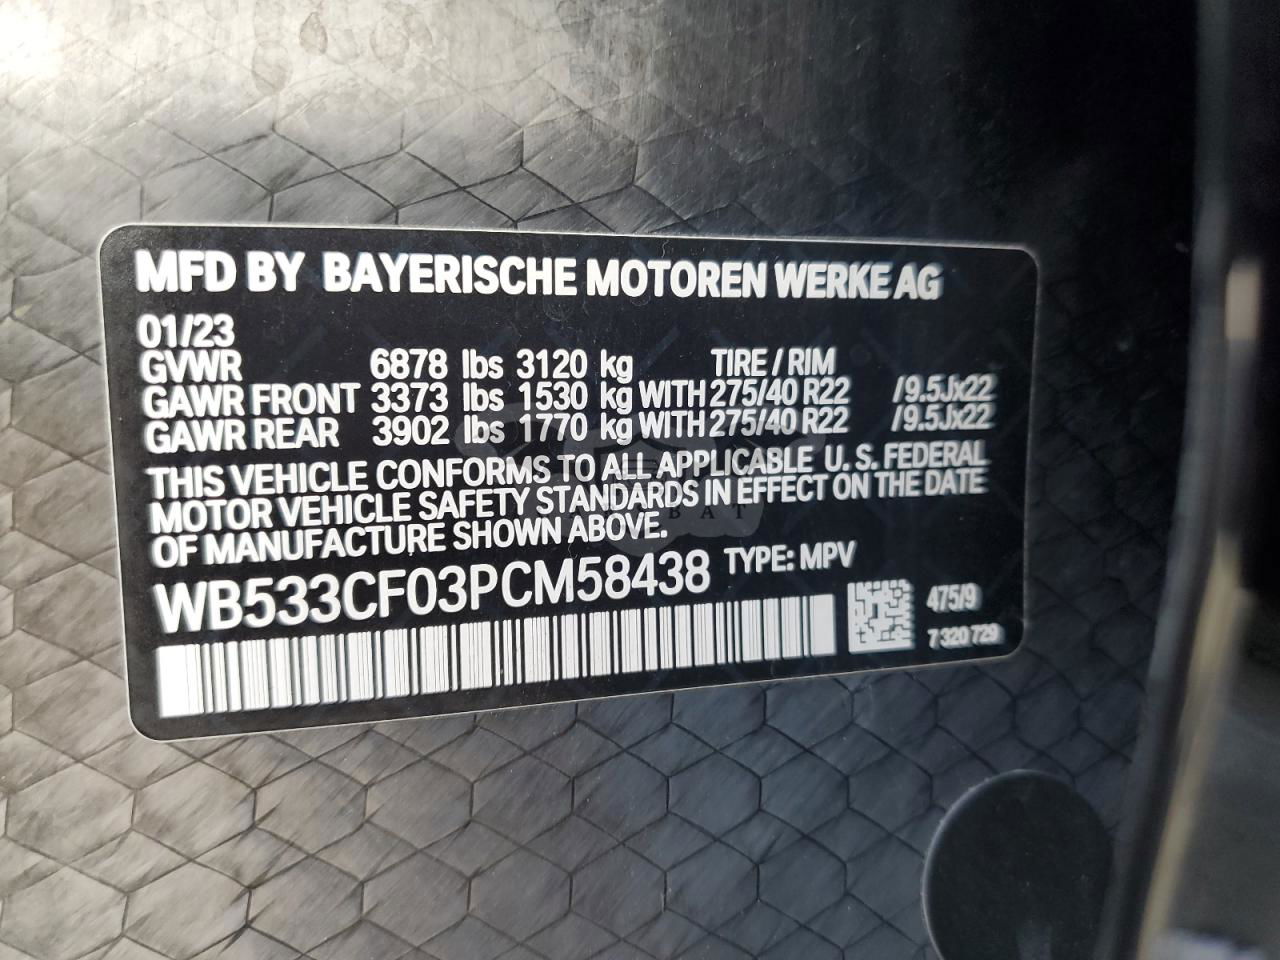 MFD BY BAYERISCHE MOTOREN WERKE AG
01/23
GVWR 6878 lbs 3120 kg TIRE / RIM
GAWR FRONT 3373 lbs 1530 kg WITH 275/40 R22 /9.5Jx22
GAWR REAR 3902 lbs 1770 kg WITH 275/40 R22 /9.5Jx22
THIS VEHICLE CONFORMS TO ALL APPLICABLE U. S. FEDERAL
MOTOR VEHICLE SAFETY STANDARDS IN EFFECT ON THE DATE
OF MANUFACTURE SHOWN ABOVE.
WB533CF03PCM58438 TYPE: MPV
475/9
7 320 729